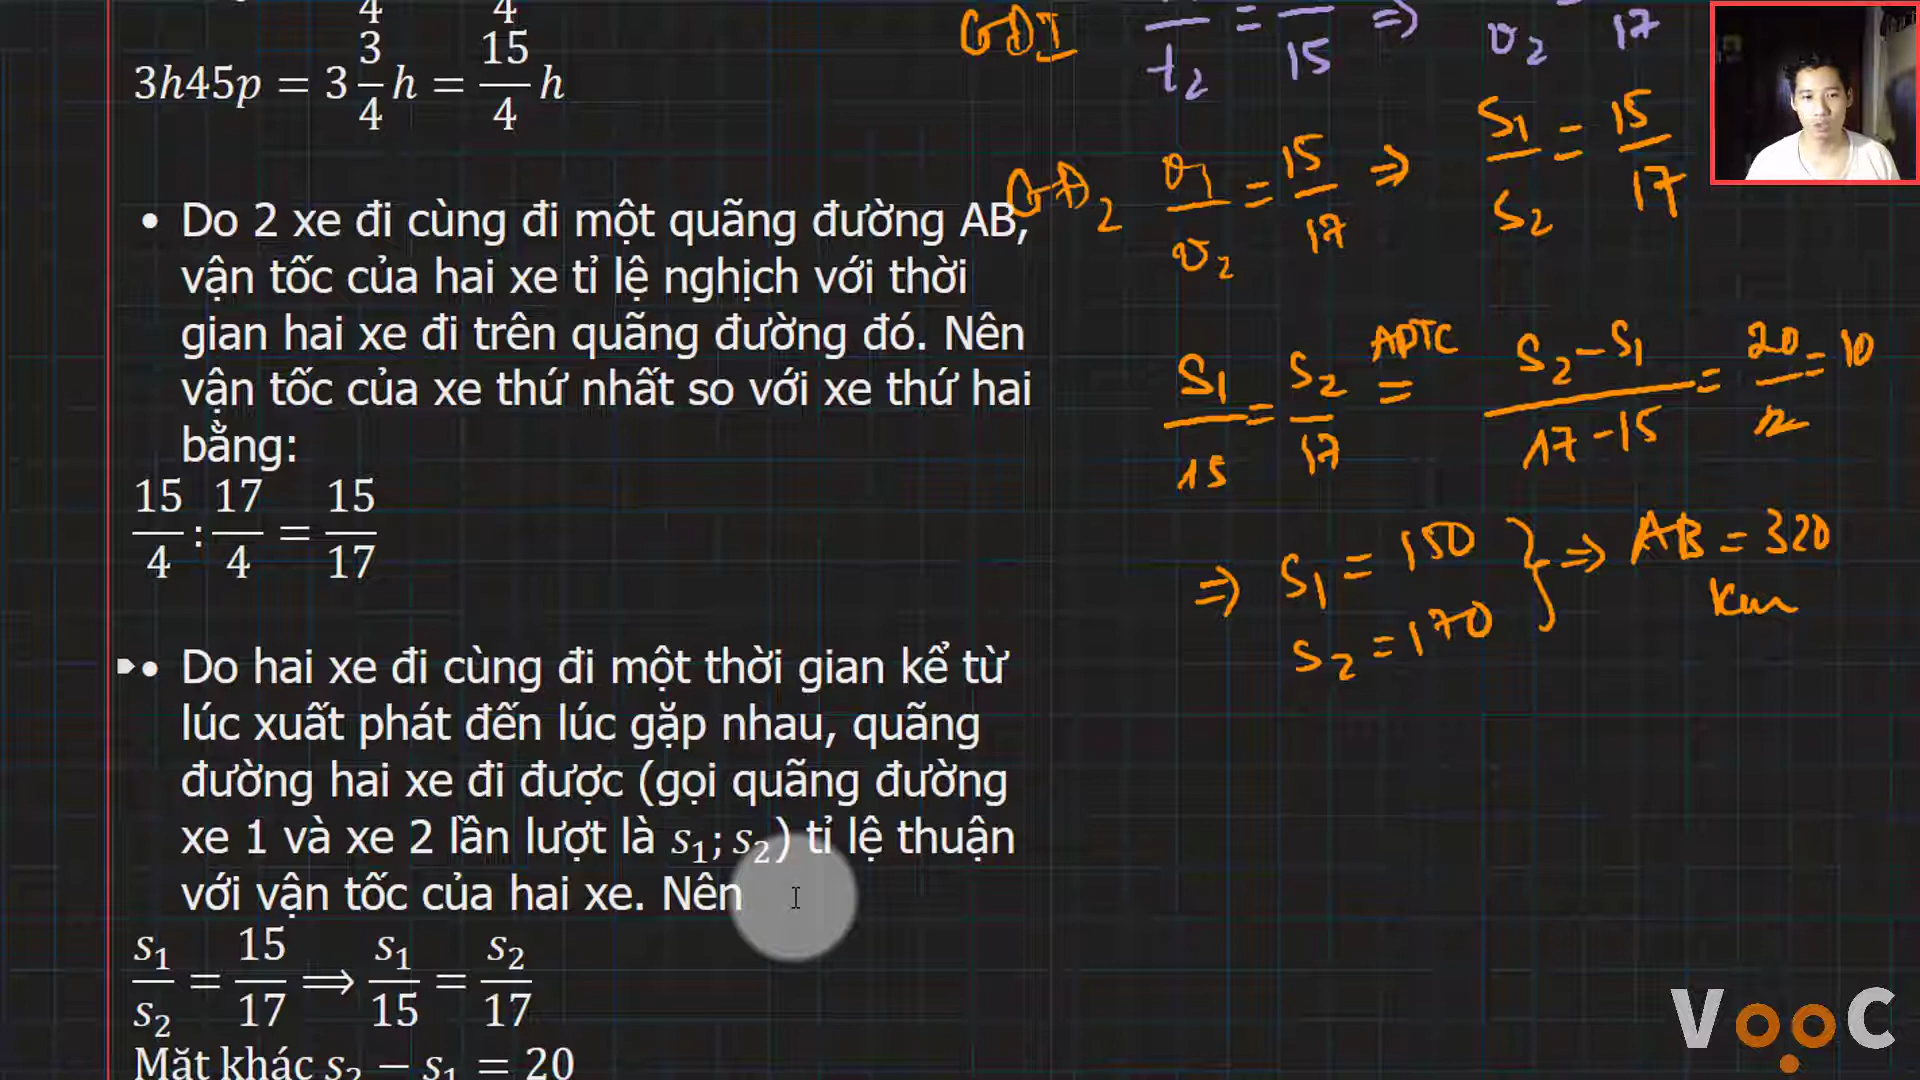 4 4
3h45p = 3 3/4 h = 15/4 h
• Do 2 xe đi cùng đi một quãng đường AB,
vận tốc của hai xe tỉ lệ nghịch với thời
gian hai xe đi trên quãng đường đó. Nên
vận tốc của xe thứ nhất so với xe thứ hai
bằng:
15/4 : 17/4 = 15/17
• Do hai xe đi cùng đi một thời gian kể từ
lúc xuất phát đến lúc gặp nhau, quãng
đường hai xe đi được (gọi quãng đường
xe 1 và xe 2 lần lượt là s₁; s₂) tỉ lệ thuận
với vận tốc của hai xe. Nên
s₁/s₂ = 15/17 ⟹ s₁/15 = s₂/17
Mặt khác s₂ − s₁ = 20
GĐ1 /t₂ = /15 ⇒ v₂ = 17
GĐ2 v₁/v₂ = 15/17 ⇒ S₁/S₂ = 15/17
S₁/15 = S₂/17 = ADTC S₂−S₁/17−15 = 20/2 = 10
⇒ S₁ = 150
S₂ = 170 } ⇒ AB = 320
km
VooC